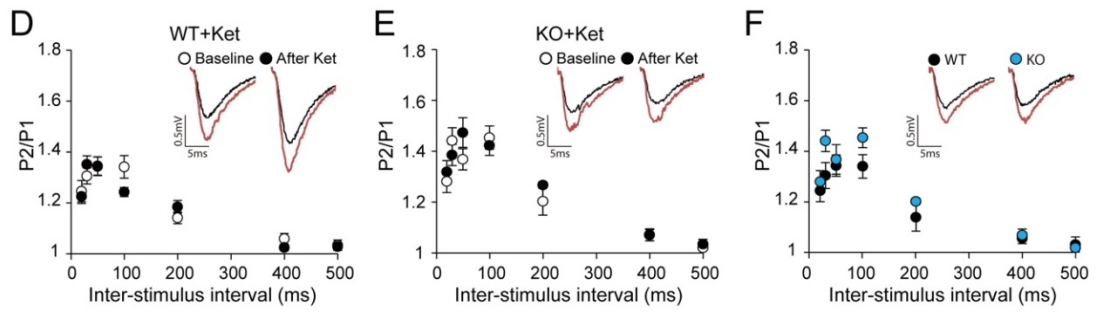 D
WT+Ket
Baseline After Ket
P2/P1
1.8
1.6
1.4
1.2
1
0.5mV
5ms
0 100 200 300 400 500
Inter-stimulus interval (ms)
E
KO+Ket
Baseline After Ket
P2/P1
1.8
1.6
1.4
1.2
1
0.5mV
5ms
0 100 200 300 400 500
Inter-stimulus interval (ms)
F
WT KO
P2/P1
1.8
1.6
1.4
1.2
1
0.5mV
5ms
0 100 200 300 400 500
Inter-stimulus interval (ms)